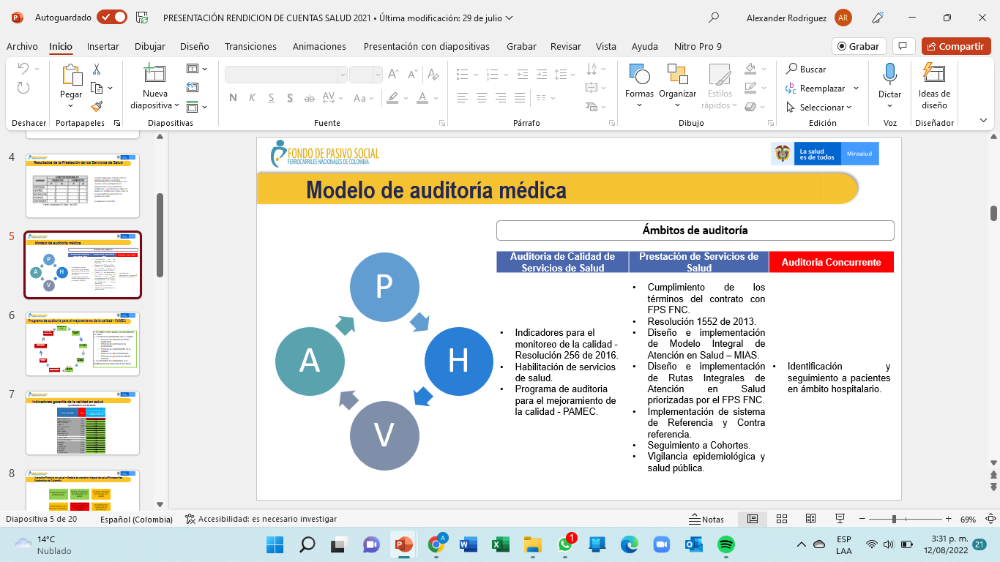 Autoguardado
PRESENTACIÓN RENDICION DE CUENTAS SALUD 2021 • Última modificación: 29 de julio
Alexander Rodriguez
AR
Archivo
Inicio
Insertar
Dibujar
Diseño
Transiciones
Animaciones
Presentación con diapositivas
Grabar
Revisar
Vista
Ayuda
Nitro Pro 9
Grabar
Compartir
Pegar
Nueva
diapositiva
N K S S ab AV Aa A
Formas
Organizar
Estilos
rápidos
Buscar
Reemplazar
Seleccionar
Dictar
Ideas de
diseño
Deshacer
Portapapeles
Diapositivas
Fuente
Párrafo
Dibujo
Edición
Voz
Diseñador
4
Resultados de la Prestación de los Servicios de Salud
5
Modelo de auditoría médica
P
A
H
V
6
Programa de auditoría para el mejoramiento de la calidad - PAMEC
7
Indicadores garantía de la calidad en salud
8
FONDO DE PASIVO SOCIAL
FERROCARRILES NACIONALES DE COLOMBIA
La salud
es de todos
Minsalud
Modelo de auditoría médica
P
H
V
A
Ámbitos de auditoría
Auditoria de Calidad de
Servicios de Salud
Prestación de Servicios de
Salud
Auditoria Concurrente
• Indicadores para el
monitoreo de la calidad
Resolución 256 de 2016
• Habilitación de servicios
de salud.
• Programa de auditoria
para el mejoramiento de
la calidad - PAMEC.
• Cumplimiento de los
términos del contrato con
FPS FNC.
• Resolución 1552 de 2013.
• Diseño e implementación
de Modelo Integral de
Atención en Salud – MIAS.
• Diseño e implementación
de Rutas Integrales de
Atención en Salud
priorizadas por el FPS FNC.
• Implementación de sistema
de Referencia y Contra
referencia.
• Seguimiento a Cohortes.
• Vigilancia epidemiológica y
salud pública.
• Identificación y
seguimiento a pacientes
en ámbito hospitalario.
Diapositiva 5 de 20
Español (Colombia)
Accesibilidad: es necesario investigar
Notas
69%
14°C
Nublado
A
1
ESP
LAA
3:31 p. m.
12/08/2022
21